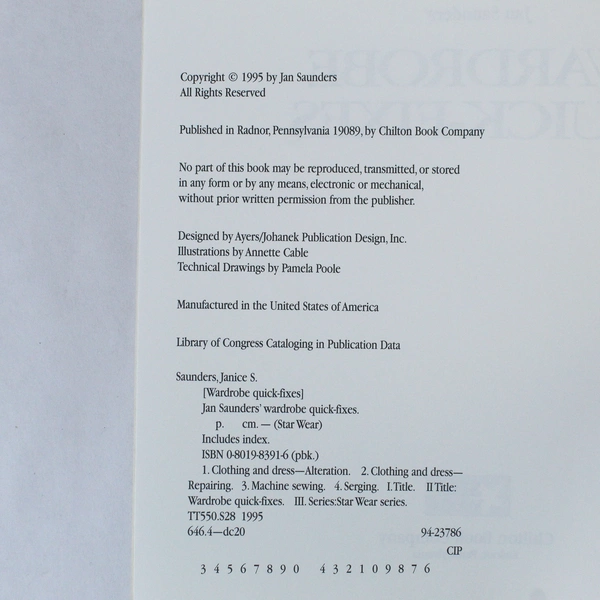 Copyright © 1995 by Jan Saunders
All Rights Reserved
Published in Radnor, Pennsylvania 19089, by Chilton Book Company
No part of this book may be reproduced, transmitted, or stored
in any form or by any means, electronic or mechanical,
without prior written permission from the publisher.
Designed by Ayers/Johanek Publication Design, Inc.
Illustrations by Annette Cable
Technical Drawings by Pamela Poole
Manufactured in the United States of America
Library of Congress Cataloging in Publication Data
Saunders, Janice S.
[Wardrobe quick-fixes]
Jan Saunders' wardrobe quick-fixes.
p. cm. — (Star Wear)
Includes index.
ISBN 0-8019-8391-6 (pbk.)
1. Clothing and dress—Alteration. 2. Clothing and dress—
Repairing. 3. Machine sewing. 4. Serging. I. Title. II Title:
Wardrobe quick-fixes. III. Series: Star Wear series.
TT550.S28 1995
646.4—dc20 94-23786
CIP
3 4 5 6 7 8 9 0 4 3 2 1 0 9 8 7 6